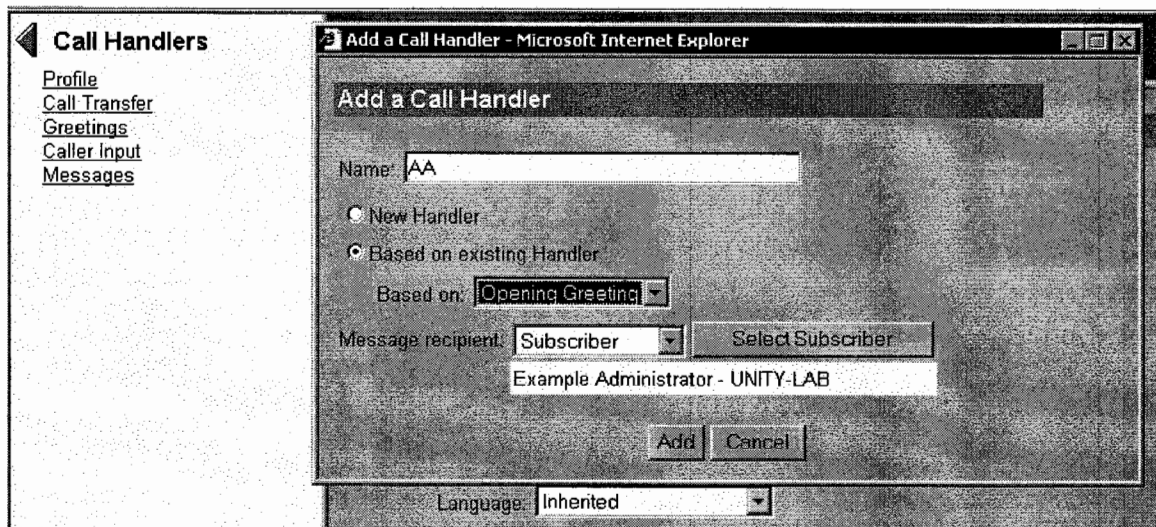 Call Handlers
Profile
Call Transfer
Greetings
Caller Input
Messages
Add a Call Handler - Microsoft Internet Explorer
Add a Call Handler
Name: AA
New Handler
Based on existing Handler
Based on: Opening Greeting
Message recipient: Subscriber Select Subscriber
Example Administrator - UNITY-LAB
Add Cancel
Language: Inherited